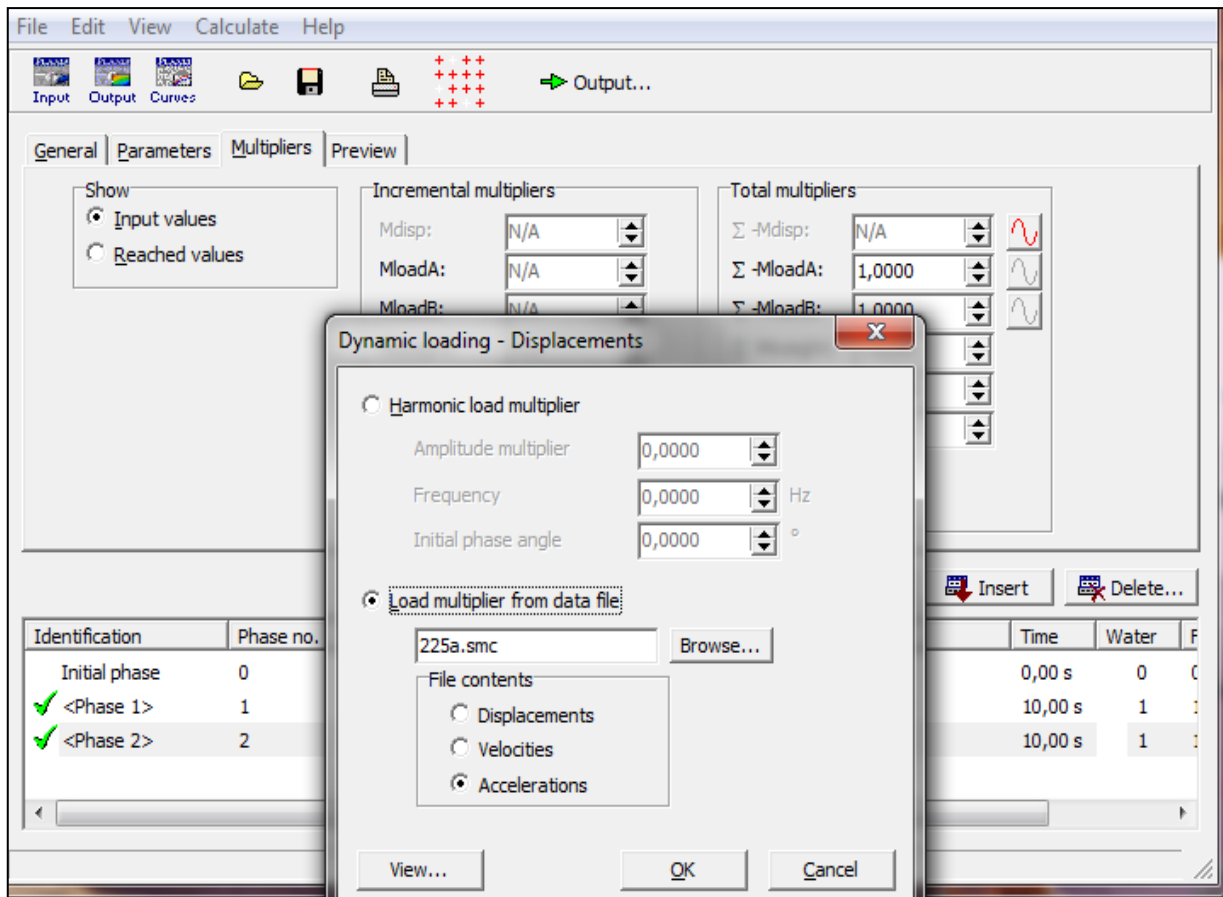 File Edit View Calculate Help
Input Output Curves Output...
General Parameters Multipliers Preview
Show Incremental multipliers Total multipliers
Input values Mdisp: N/A Σ -Mdisp: N/A
Reached values MloadA: N/A Σ -MloadA: 1,0000
MloadB: N/A Σ -MloadB: 1,0000
Dynamic loading - Displacements
Harmonic load multiplier
Amplitude multiplier 0,0000
Frequency 0,0000 Hz
Initial phase angle 0,0000 °
Load multiplier from data file
225a.smc Browse...
File contents
Displacements
Velocities
Accelerations
View... OK Cancel
Insert Delete...
Identification Phase no. Time Water F
Initial phase 0 0,00 s 0
<Phase 1> 1 10,00 s 1
<Phase 2> 2 10,00 s 1